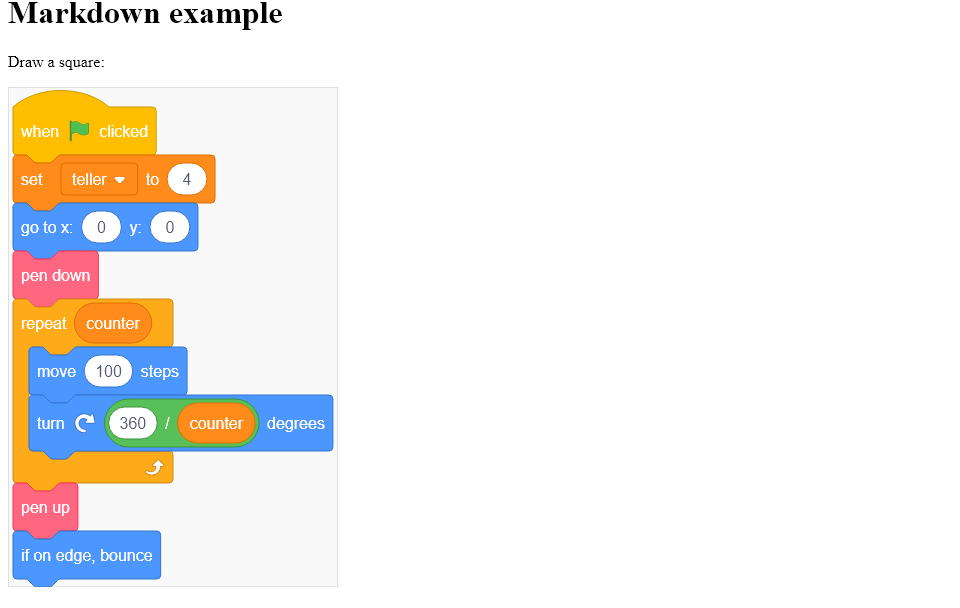 Markdown example
Draw a square:
when clicked
set teller to 4
go to x: 0 y: 0
pen down
repeat counter
move 100 steps
turn 360 / counter degrees
pen up
if on edge, bounce